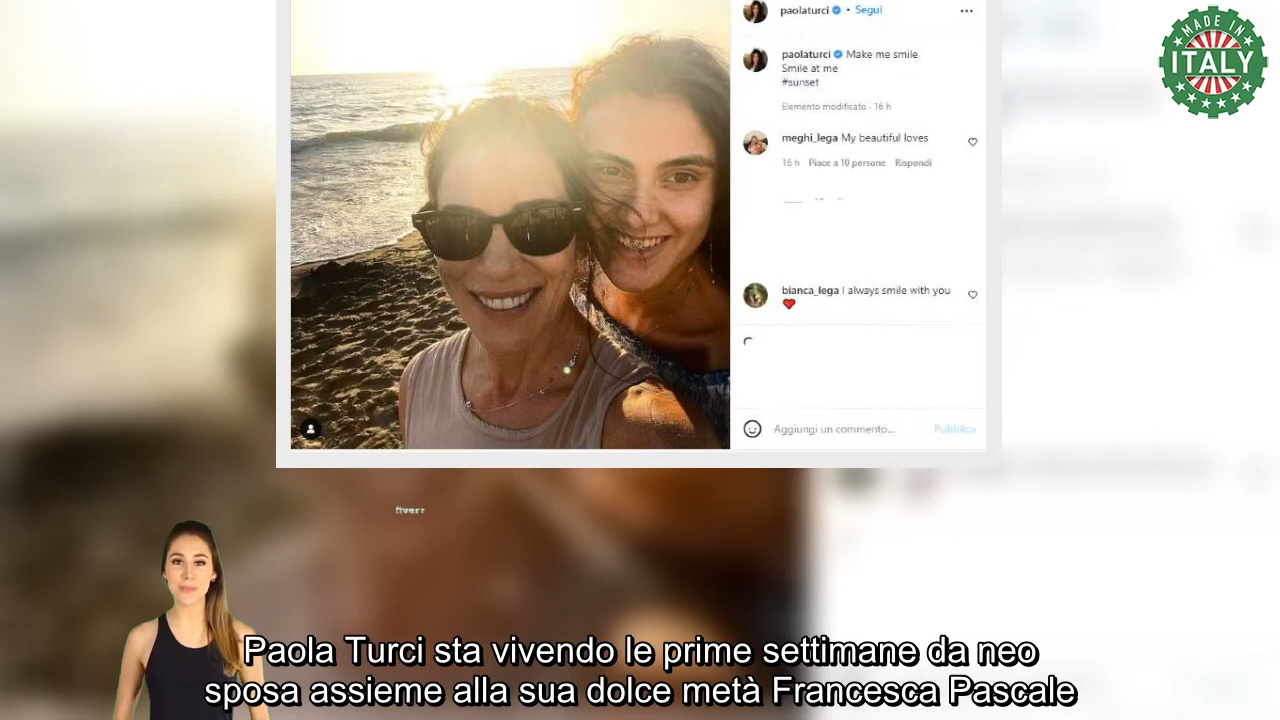 paolaturci • Segui
MADE IN
ITALY
paolaturci Make me smile
Smile at me
#sunset
Elemento modificato · 16 h
meghi_lega My beautiful loves
16 h Piace a 10 persone Rispondi
bianca_lega I always smile with you
Aggiungi un commento... Pubblica
fiverr
Paola Turci sta vivendo le prime settimane da neo
sposa assieme alla sua dolce metà Francesca Pascale